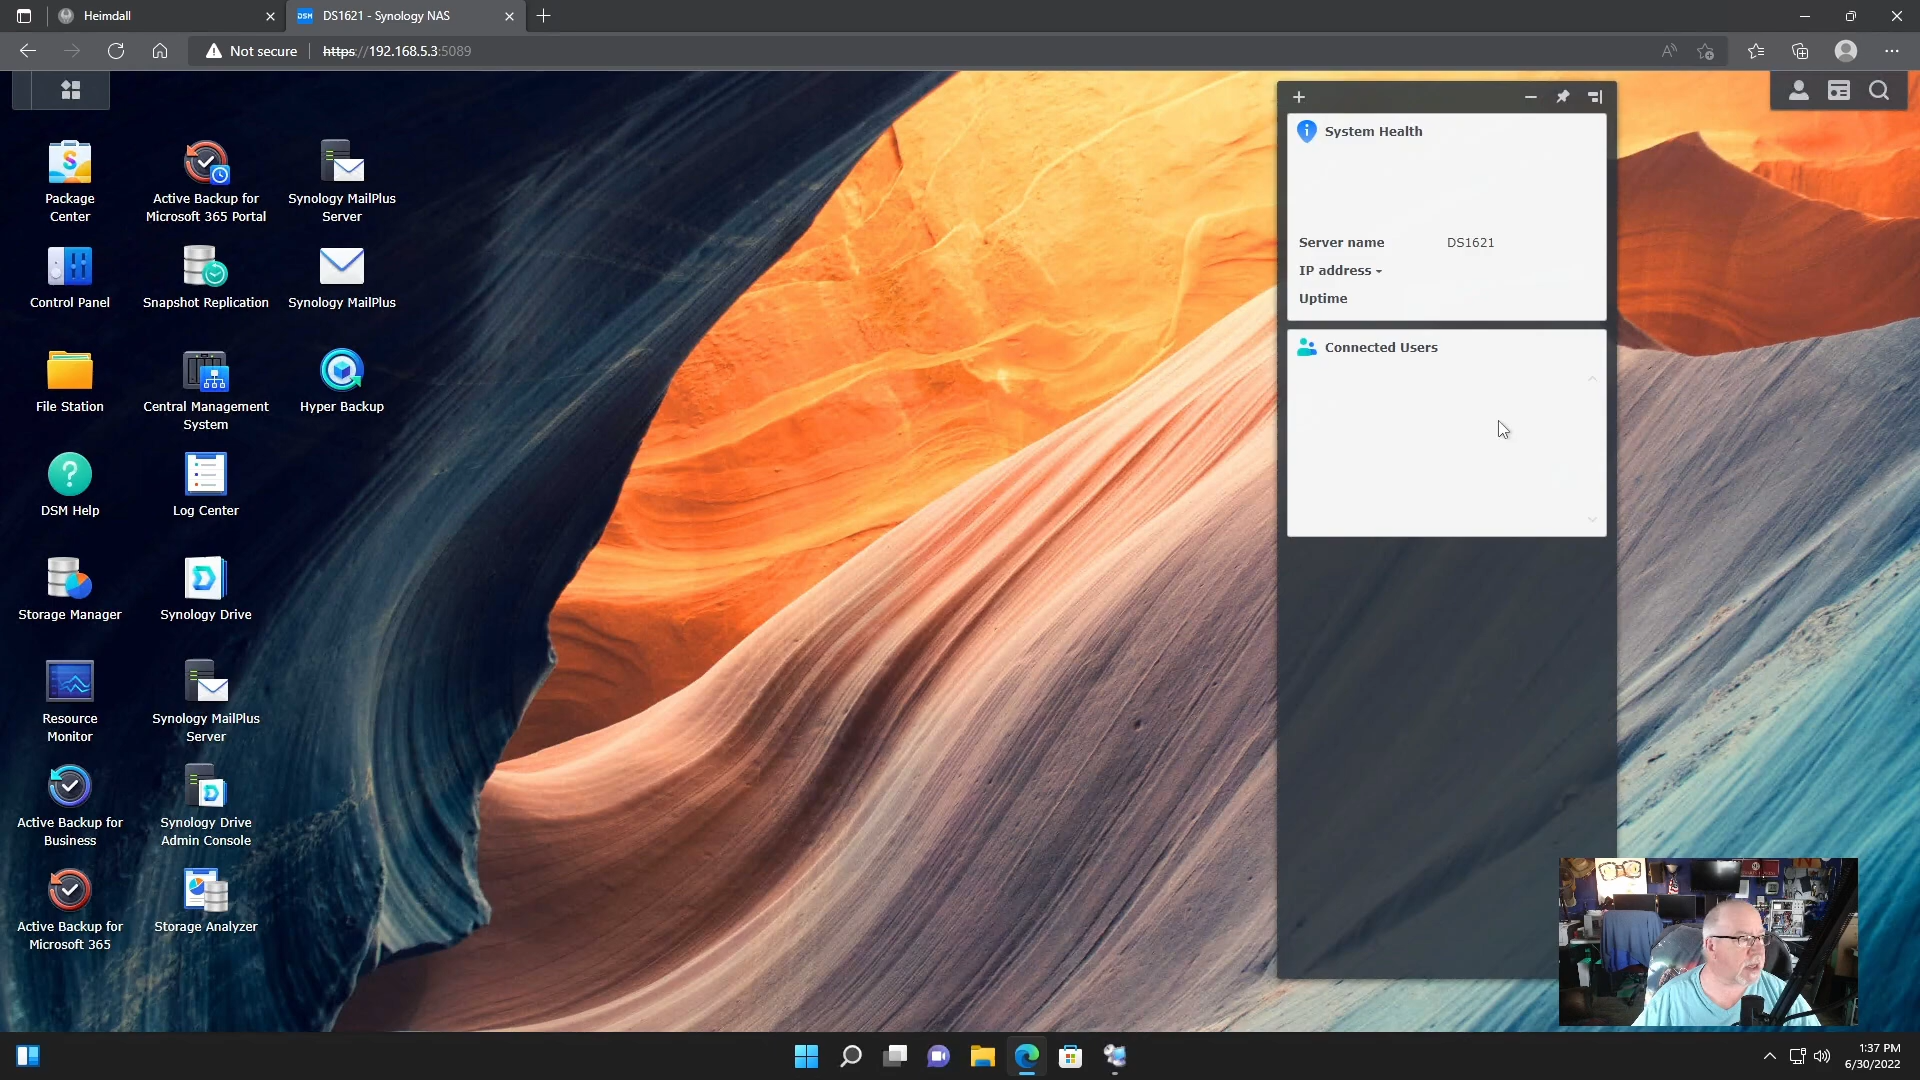 Heimdall
DSM
DS1621 - Synology NAS
Not secure
https://192.168.5.3:5089
Package
Center
Active Backup for
Microsoft 365 Portal
Synology MailPlus
Server
Control Panel
Snapshot Replication
Synology MailPlus
File Station
Central Management
System
Hyper Backup
DSM Help
Log Center
Storage Manager
Synology Drive
Resource
Monitor
Synology MailPlus
Server
Active Backup for
Business
Synology Drive
Admin Console
Active Backup for
Microsoft 365
Storage Analyzer
System Health
Server name DS1621
IP address
Uptime
Connected Users
1:37 PM
6/30/2022